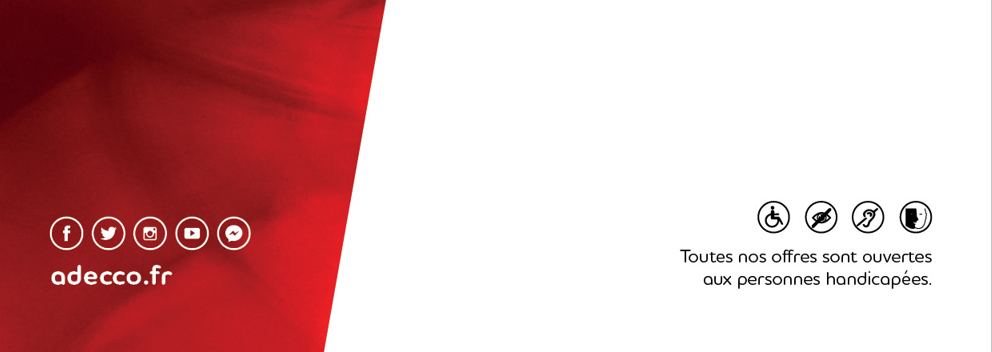 adecco.fr
Toutes nos offres sont ouvertes
aux personnes handicapées.